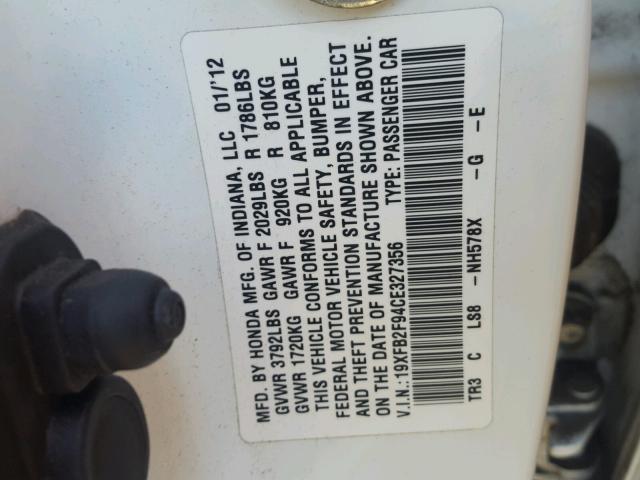 MFD. BY HONDA MFG. OF INDIANA, LLC 01/'12
GVWR 3792LBS GAWR F 2029LBS R 1786LBS
GVWR 1720KG GAWR F 920KG R 810KG
THIS VEHICLE CONFORMS TO ALL APPLICABLE
FEDERAL MOTOR VEHICLE SAFETY, BUMPER,
AND THEFT PREVENTION STANDARDS IN EFFECT
ON THE DATE OF MANUFACTURE SHOWN ABOVE.
V.I.N.:19XFB2F94CE327356 TYPE: PASSENGER CAR
TR3 C LS8 -NH578X -G -E